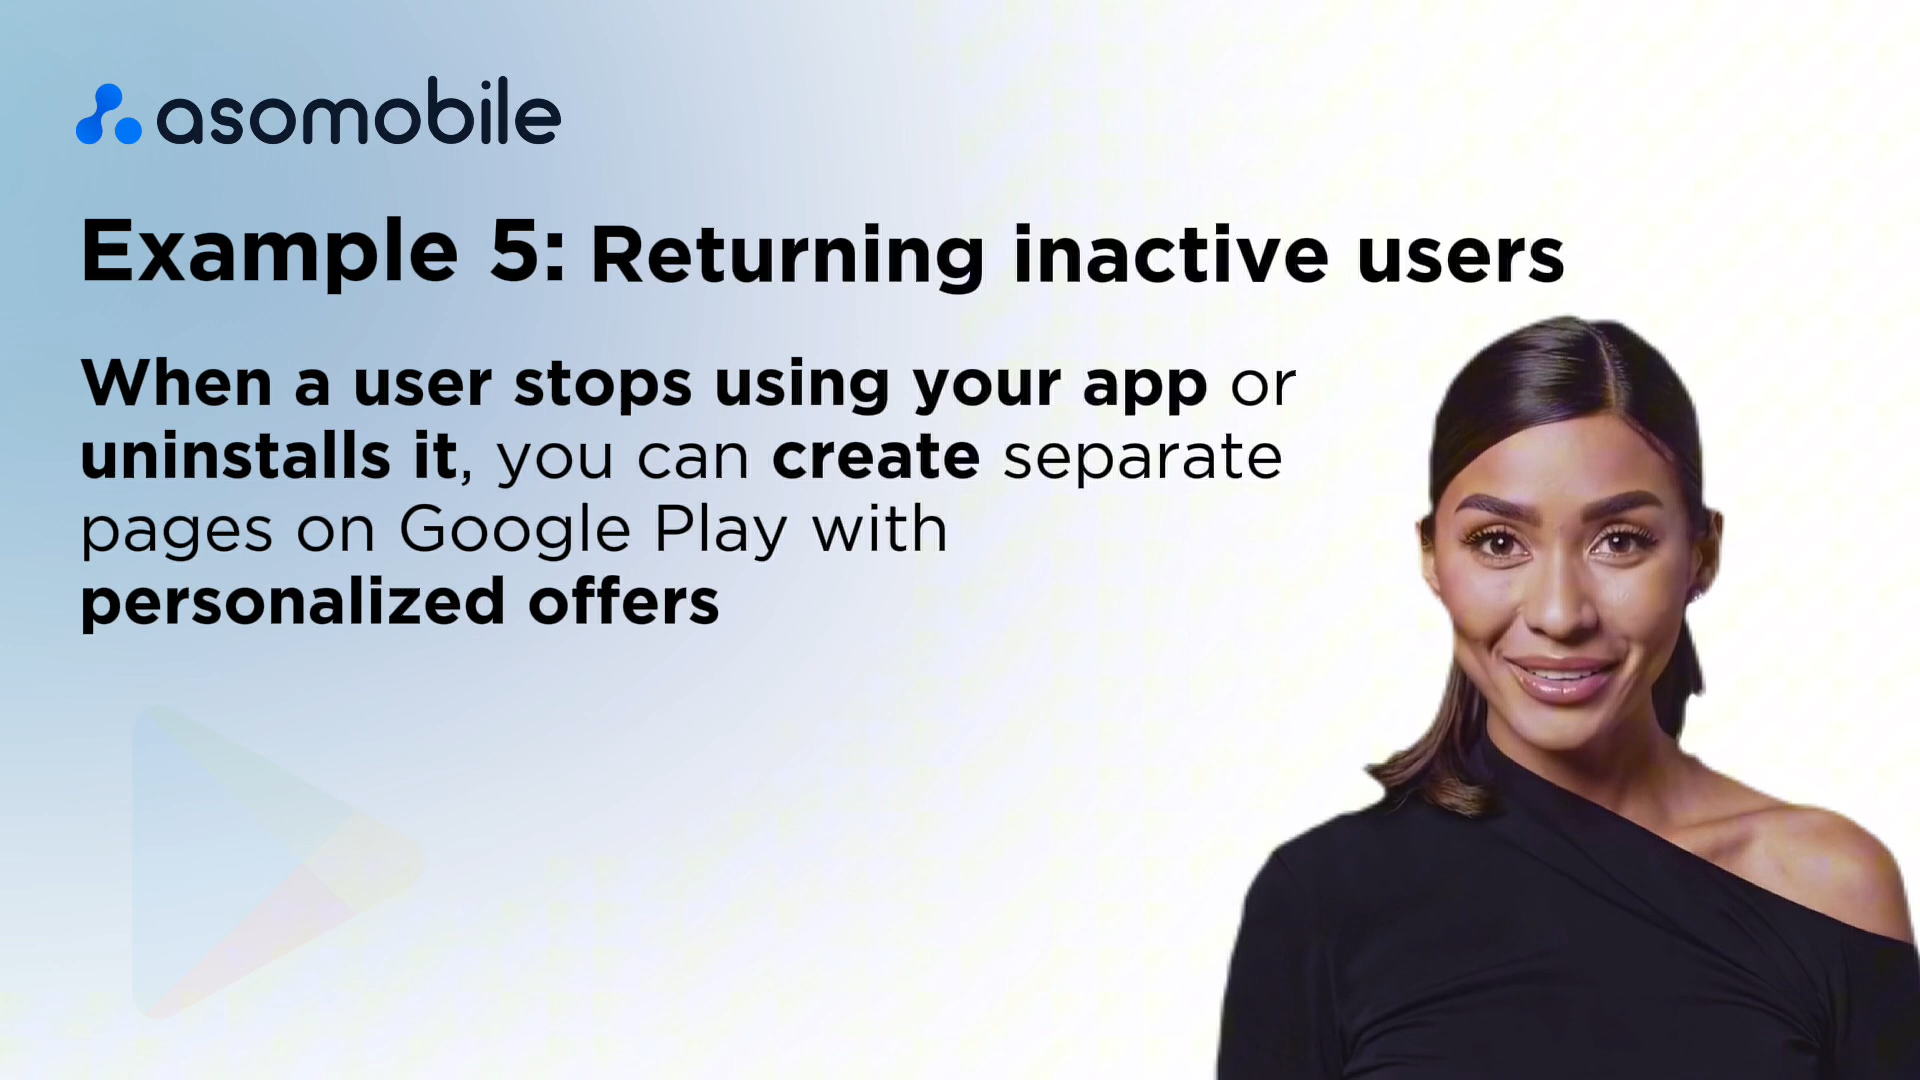 asomobile
Example 5: Returning inactive users
When a user stops using your app or
uninstalls it, you can create separate
pages on Google Play with
personalized offers